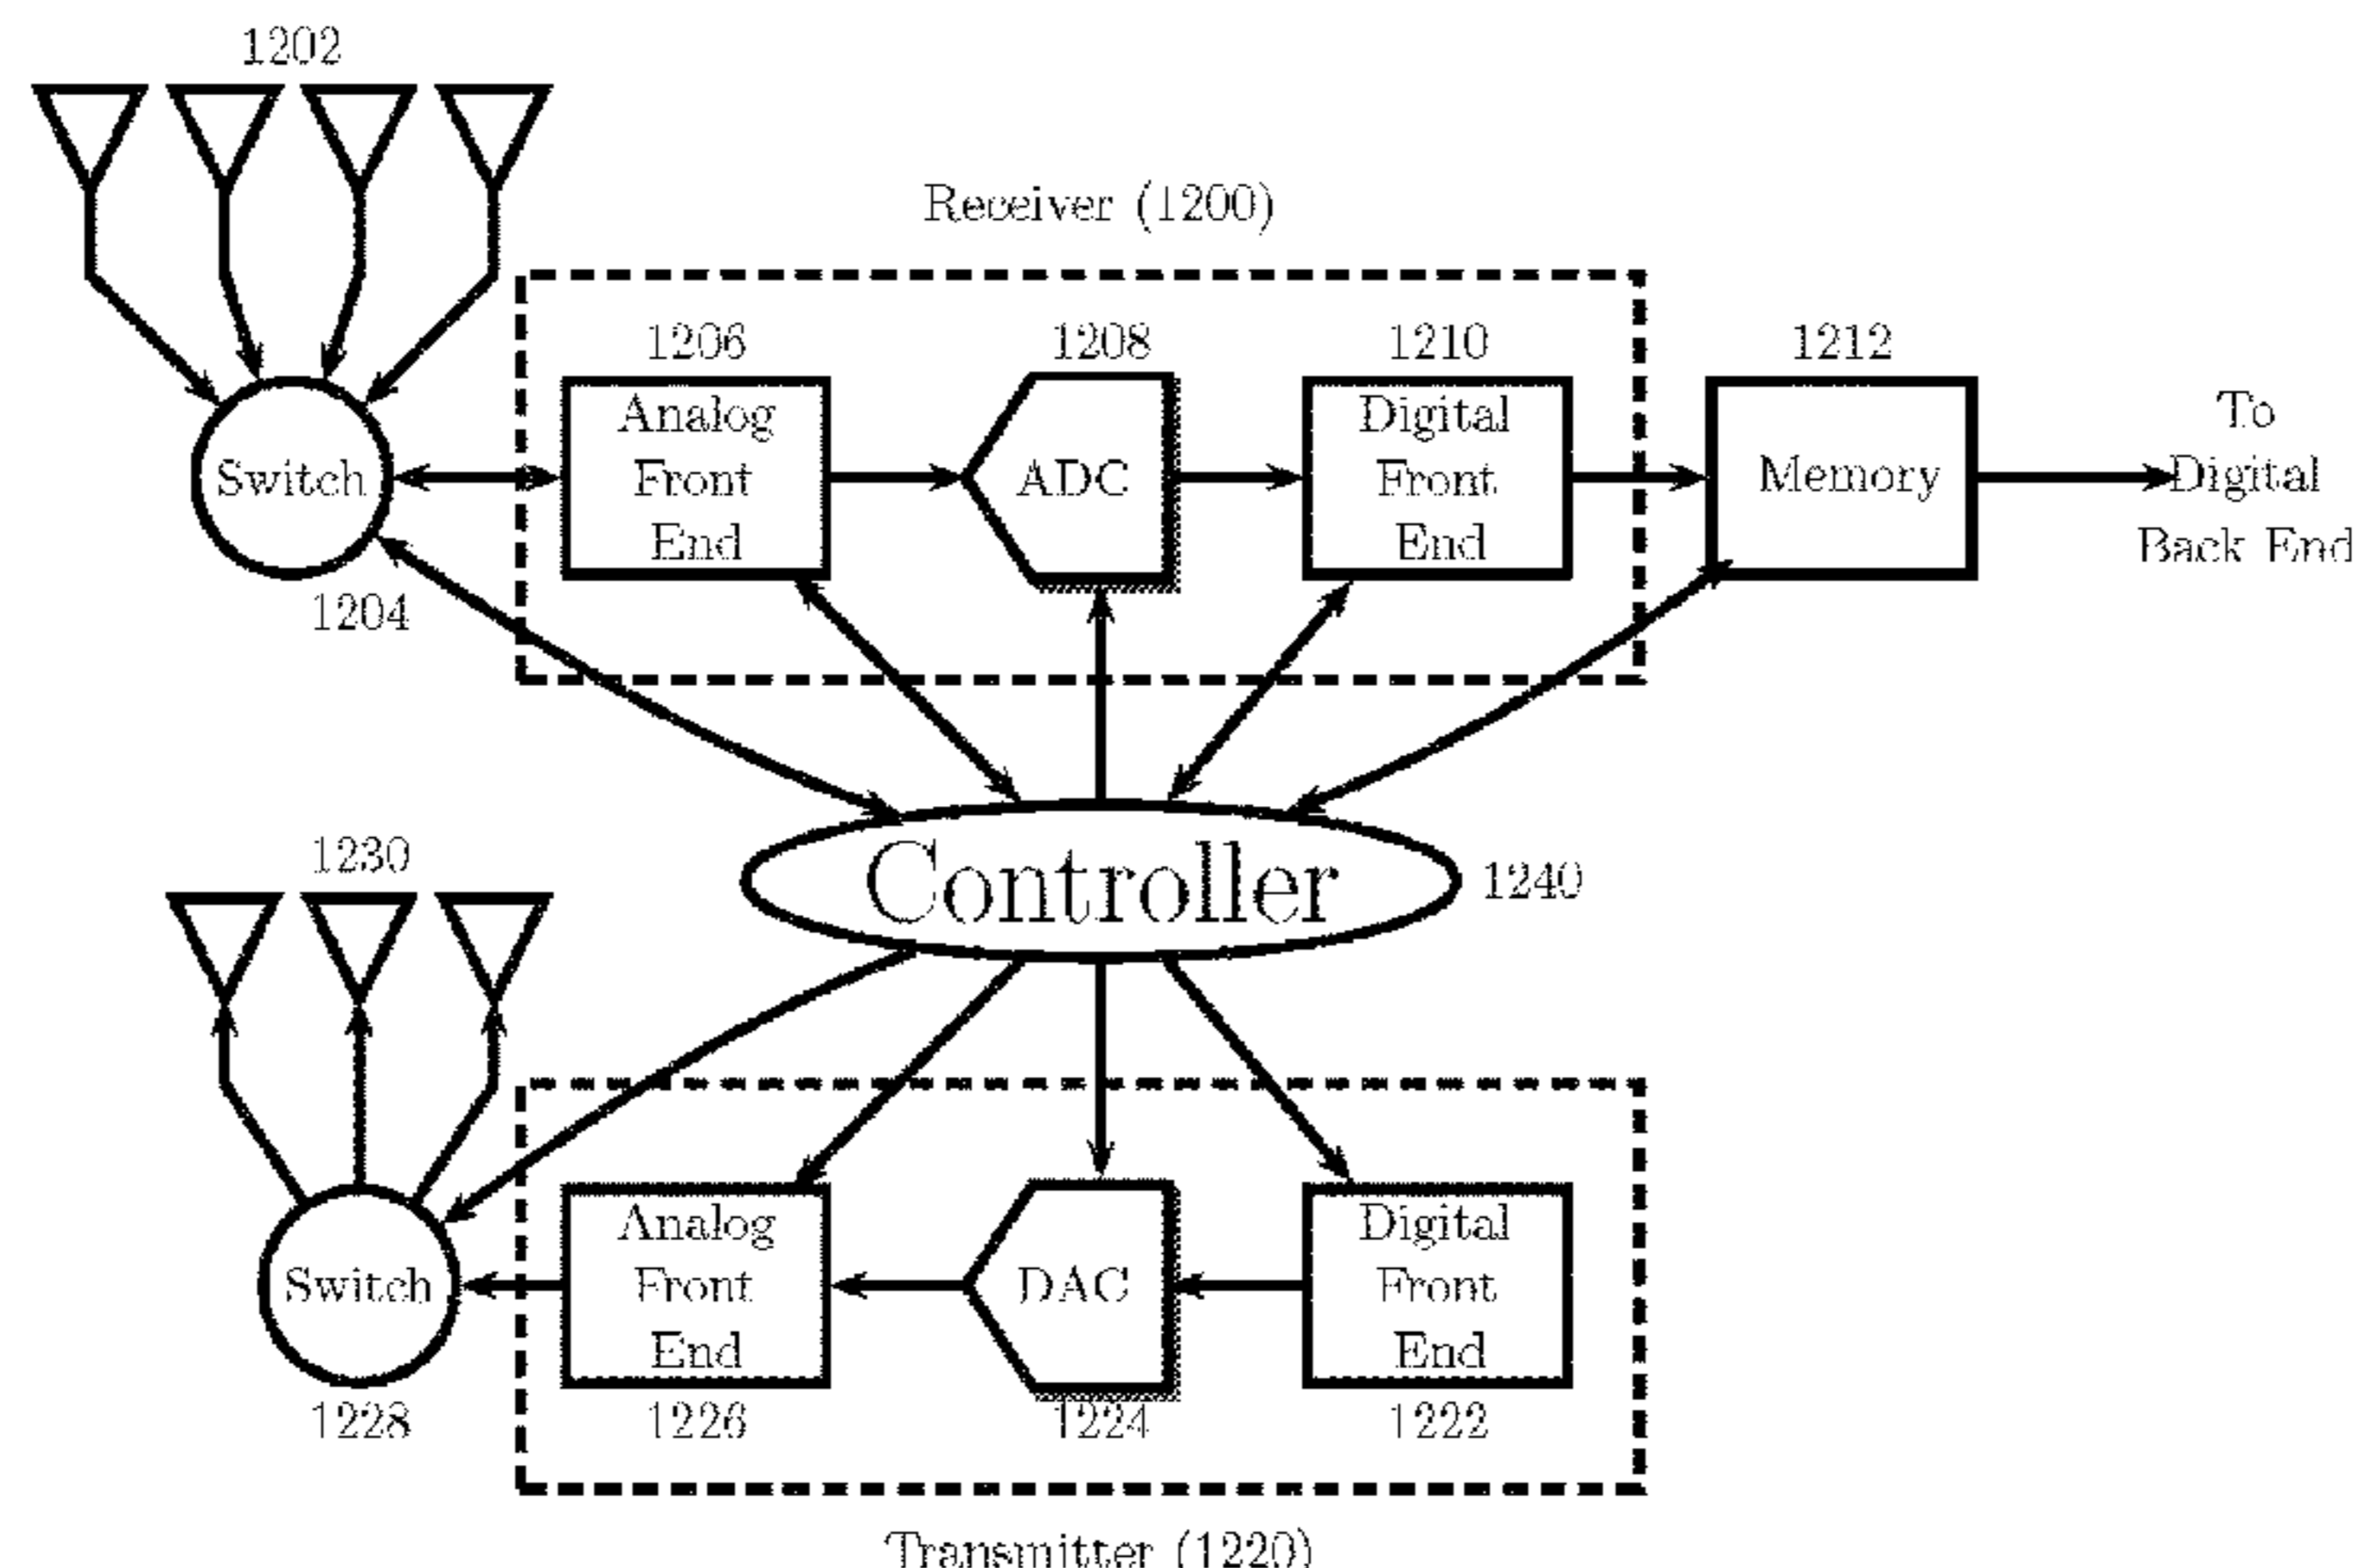 1202
Receiver (1200)
1206
1208
1210
1212
Analog
Front
End
ADC
Digital
Front
End
Memory
To
Digital
Back End
Switch
1204
Controller
1240
1230
Switch
Analog
Front
End
DAC
Digital
Front
End
1228
1226
1224
1222
Transmitter (1220)